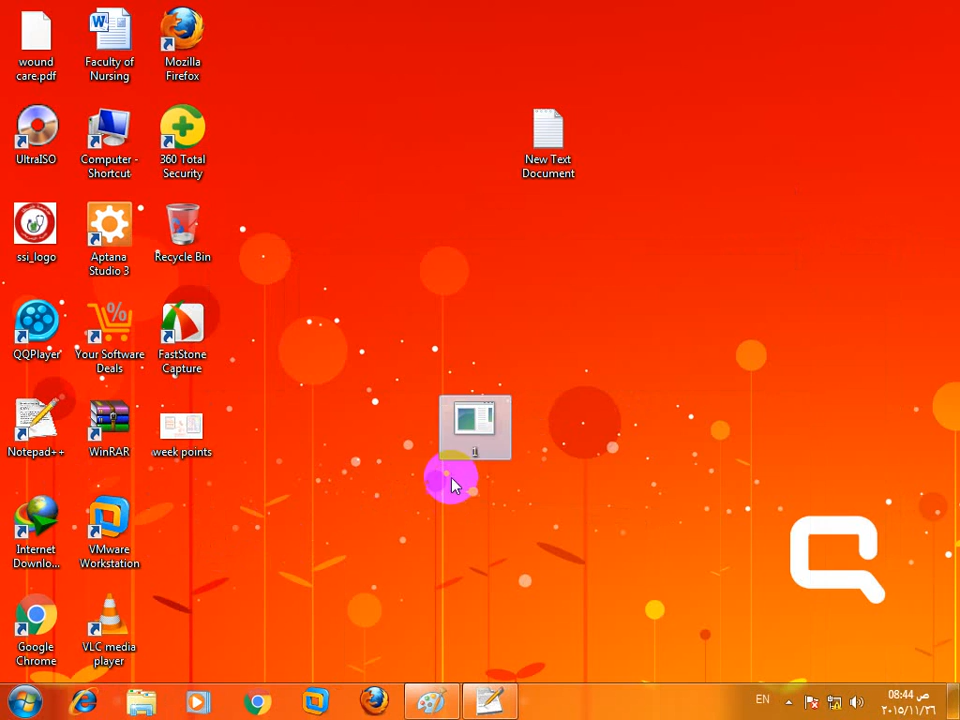 wound
care.pdf
Faculty of
Nursing
Mozilla
Firefox
UltraISO
Computer -
Shortcut
360 Total
Security
New Text
Document
ssi_logo
Aptana
Studio 3
Recycle Bin
QQPlayer
Your Software
Deals
FastStone
Capture
Notepad++
WinRAR
week points
Internet
Downlo...
VMware
Workstation
Google
Chrome
VLC media
player
EN
08:44 ص
٢٠١٥/١١/٢٦